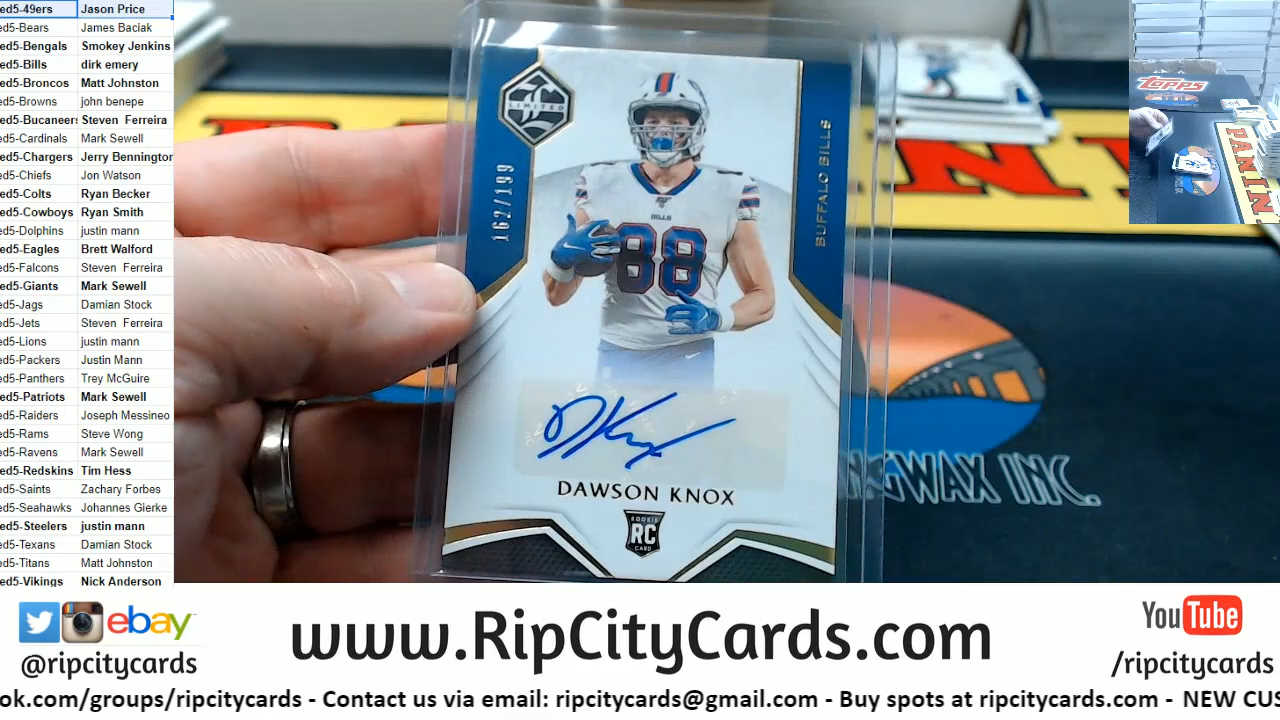 ed5-49ers Jason Price
ed5-Bears James Baciak
ed5-Bengals Smokey Jenkins
ed5-Bills dirk emery
ed5-Broncos Matt Johnston
ed5-Browns john benepe
ed5-Bucaneers Steven Ferreira
ed5-Cardinals Mark Sewell
ed5-Chargers Jerry Bennington
ed5-Chiefs Jon Watson
ed5-Colts Ryan Becker
ed5-Cowboys Ryan Smith
ed5-Dolphins justin mann
ed5-Eagles Brett Walford
ed5-Falcons Steven Ferreira
ed5-Giants Mark Sewell
ed5-Jags Damian Stock
ed5-Jets Steven Ferreira
ed5-Lions justin mann
ed5-Packers Justin Mann
ed5-Panthers Trey McGuire
ed5-Patriots Mark Sewell
ed5-Raiders Joseph Messineo
ed5-Rams Steve Wong
ed5-Ravens Mark Sewell
ed5-Redskins Tim Hess
ed5-Saints Zachary Forbes
ed5-Seahawks Johannes Gierke
ed5-Steelers justin mann
ed5-Texans Damian Stock
ed5-Titans Matt Johnston
ed5-Vikings Nick Anderson
LIMITED
162/199
BUFFALO BILLS
BILLS
88
DAWSON KNOX
ROOKIE
RC
CARD
GWAX INC.
Topps
PANINI
ebay
@ripcitycards
www.RipCityCards.com
YouTube
/ripcitycards
ok.com/groups/ripcitycards - Contact us via email: ripcitycards@gmail.com - Buy spots at ripcitycards.com - NEW CUS